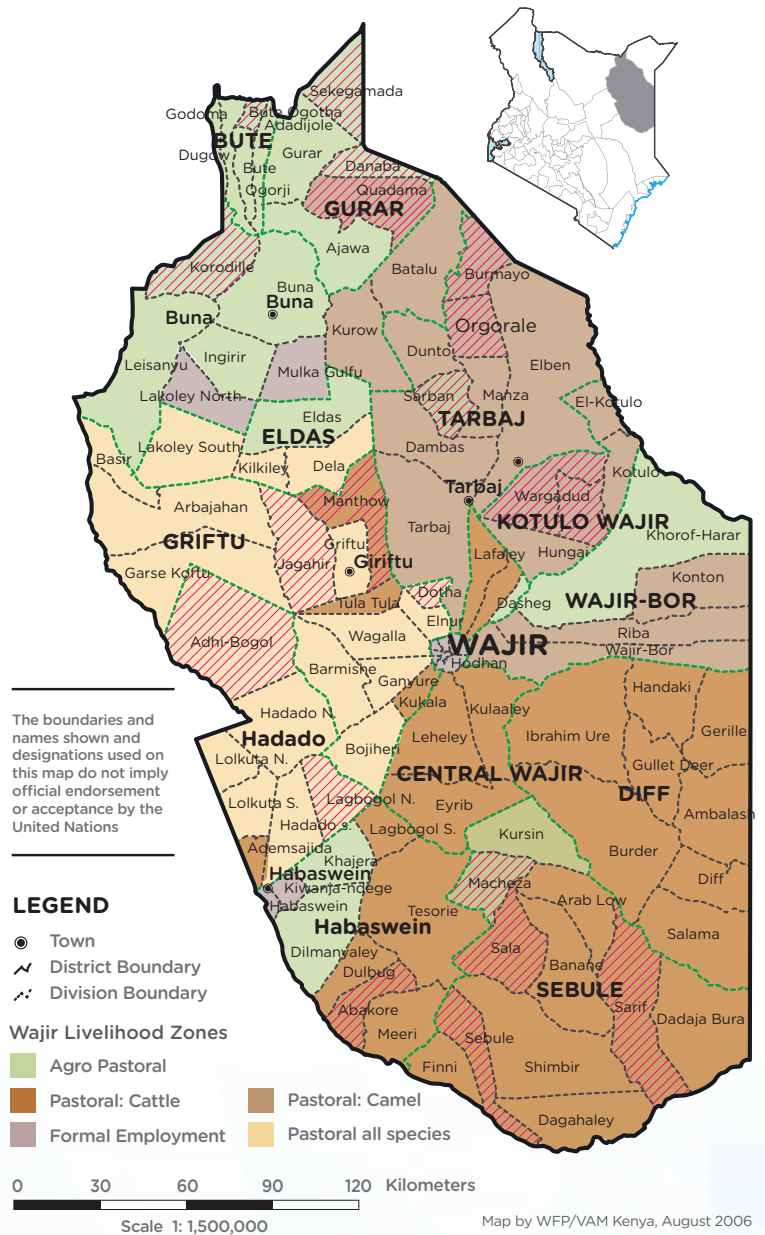 Sekegamada
Godoma
Bute Ogotha
Adadijole
BUTE
Dugow
Gurar
Bute
Danaba
Ogorji
Quadama
GURAR
Ajawa
Korodille
Batalu
Burmayo
Buna
Buna
Buna
Kurow
Orgorale
Ingirir
Dunto
Leisanyu
Elben
Mulka Gulfu
Lakoley North
Sarban
Manza
El-Kotulo
Eldas
TARBAJ
ELDAS
Lakoley South
Dambas
Basir
Kilkiley
Dela
Kotulo
Tarbaj
Wargadud
Manthow
Arbajahan
KOTULO WAJIR
Tarbaj
Khorof-Harar
GRIFTU
Griftu
Lafaley
Hungai
Jagahir
Giriftu
Garse Koftu
Konton
Dotha
Tula Tula
Dasheg
WAJIR-BOR
Elnur
Adhi-Bogol
Wagalla
Riba
WAJIR
Wajir-Bor
Hodhan
Barmishe
Ganyure
Handaki
Kukala
Kulaaley
Hadado N.
Gerille
Hadado
Leheley
Ibrahim Ure
Bojiheri
Lolkuta N.
Gullet Deer
CENTRAL WAJIR
DIFF
Lolkuta S.
Lagbogol N.
Eyrib
Ambalash
Hadado s.
Lagbogol S.
Kursin
Ademsajida
Burder
Khajera
Habaswein
Macheza
Diff
Kiwanja-ndege
Arab Low
Habaswein
Tesorie
Habaswein
Salama
Sala
Dilmanyaley
Banane
Dulbug
SEBULE
Sarif
Abakore
Dadaja Bura
Meeri
Sebule
Finni
Shimbir
Dagahaley
The boundaries and
names shown and
designations used on
this map do not imply
official endorsement
or acceptance by the
United Nations
LEGEND
Town
District Boundary
Division Boundary
Wajir Livelihood Zones
Agro Pastoral
Pastoral: Cattle
Pastoral: Camel
Formal Employment
Pastoral all species
0 30 60 90 120 Kilometers
Scale 1: 1,500,000
Map by WFP/VAM Kenya, August 2006